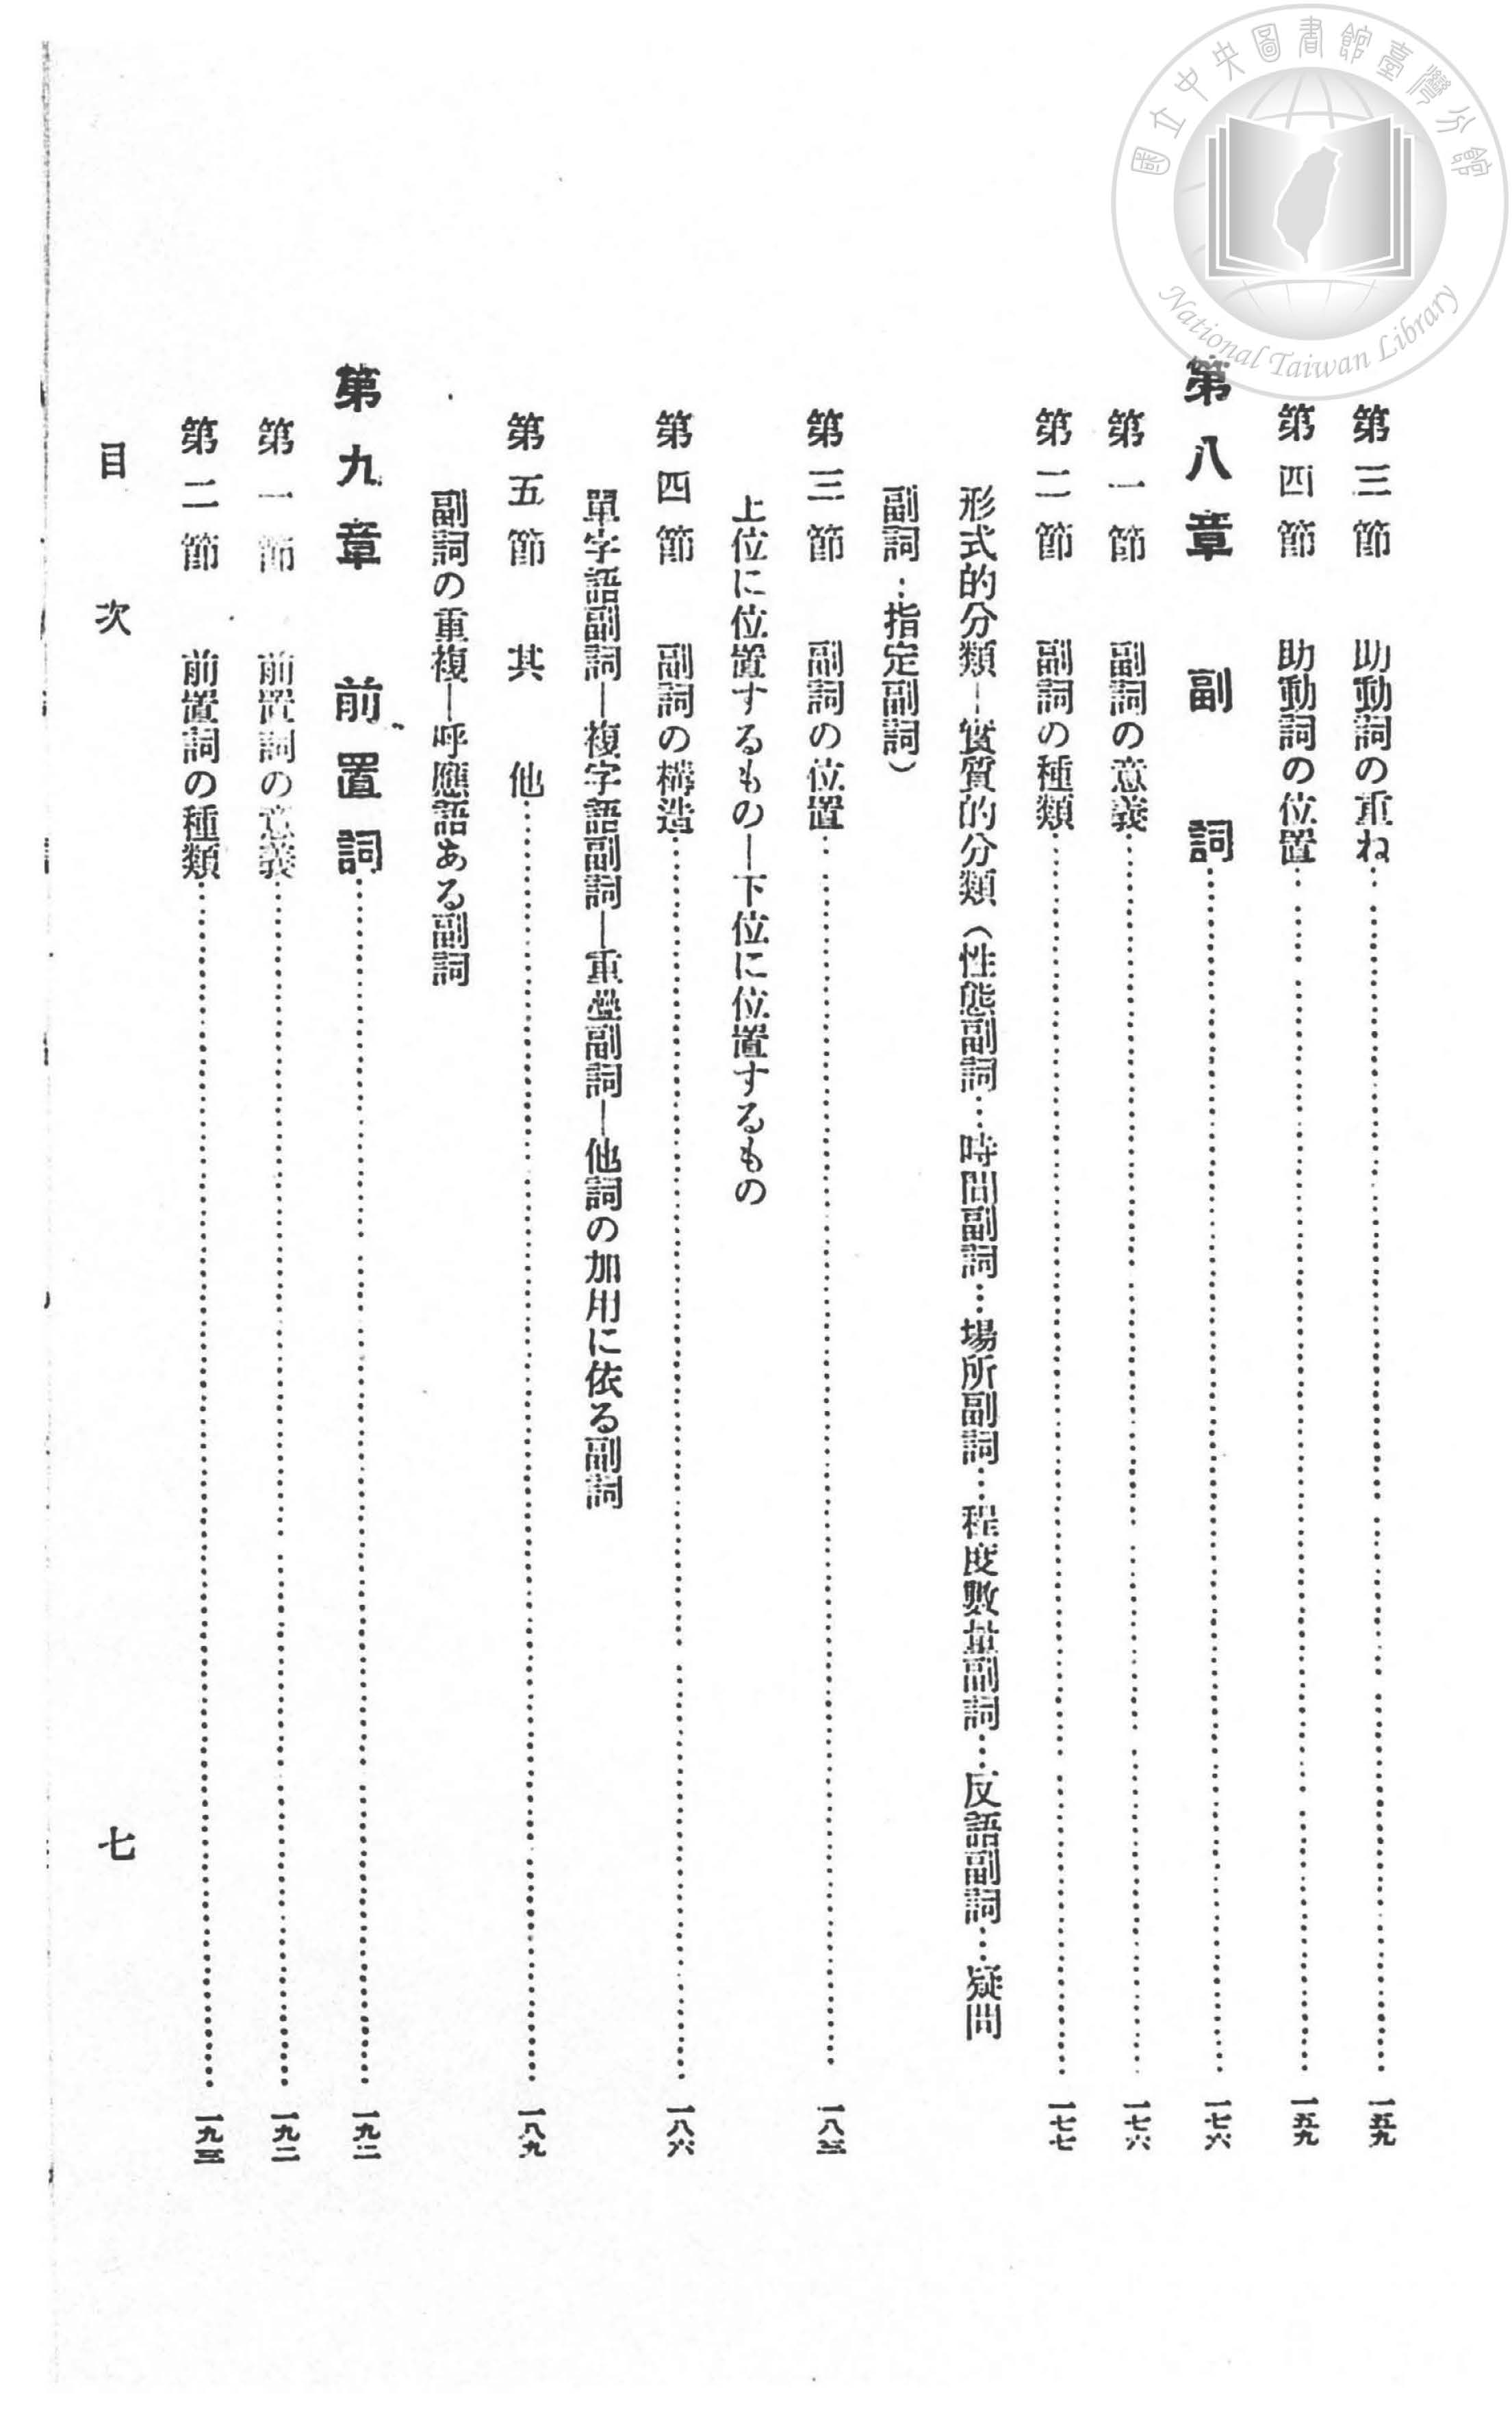 國立中央圖書館臺灣分館
National Taiwan Library
第三節　助動詞の重ね……………一五九
第四節　助動詞の位置……………一五九
第八章　副　詞……………一七六
第一節　副詞の意義……………一七六
第二節　副詞の種類……………一七七
形式的分類―實質的分類（性態副詞…時間副詞…場所副詞…程度數量副詞…反語副詞…疑問
副詞…指定副詞）
第三節　副詞の位置……………一八三
上位に位置するもの―下位に位置するもの
第四節　副詞の構造……………一八六
單字語副詞―複字語副詞―重疊副詞―他詞の加用に依る副詞
第五節　其　他……………一八九
副詞の重複―呼應語ある副詞
第九章　前置詞……………一九二
第一節　前置詞の意義……………一九二
第二節　前置詞の種類……………一九三
目次
七